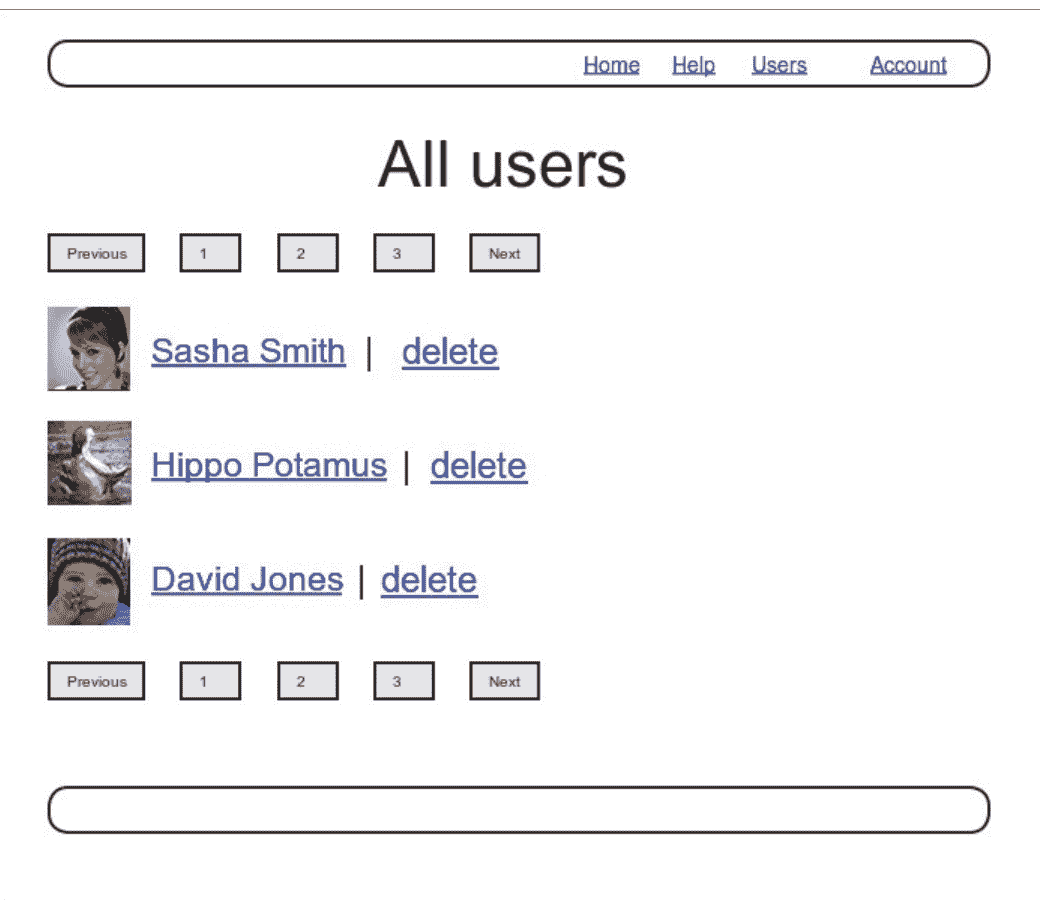 Home Help Users Account
All users
Previous 1 2 3 Next
Sasha Smith | delete
Hippo Potamus | delete
David Jones | delete
Previous 1 2 3 Next